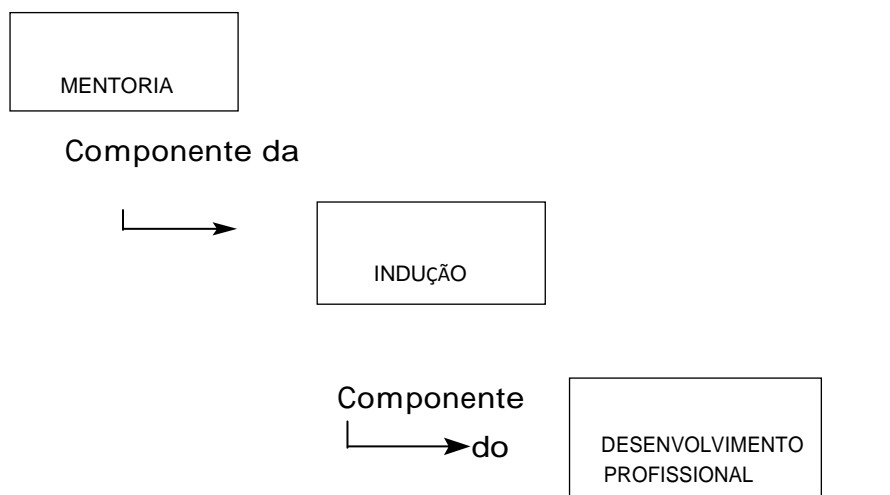 MENTORIA
Componente da
INDUÇÃO
Componente
do
DESENVOLVIMENTO
PROFISSIONAL